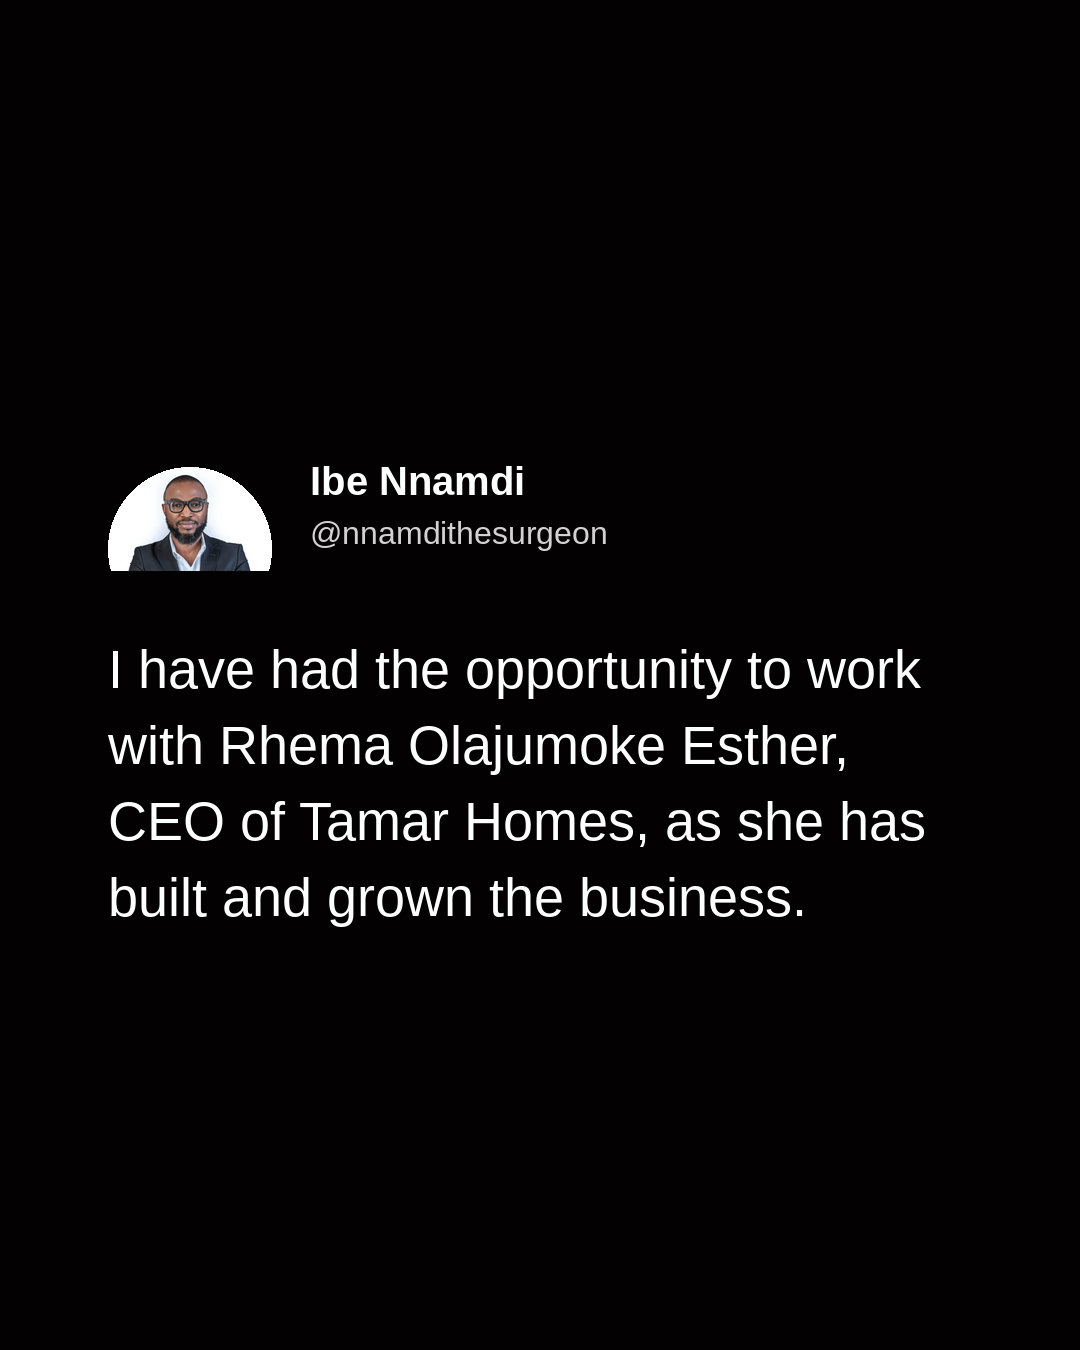 Ibe Nnamdi
@nnamdithesurgeon
I have had the opportunity to work
with Rhema Olajumoke Esther,
CEO of Tamar Homes, as she has
built and grown the business.